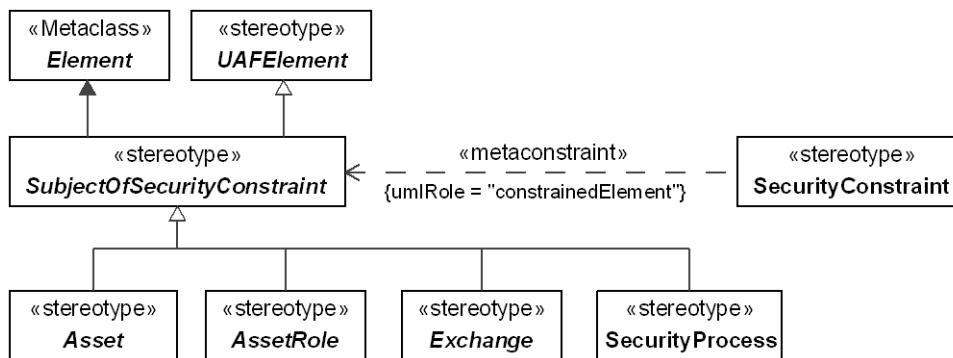 «Metaclass»
Element
«stereotype»
UAFElement
«stereotype»
SubjectOfSecurityConstraint
«metaconstraint»
{umlRole = "constrainedElement"}
«stereotype»
SecurityConstraint
«stereotype»
Asset
«stereotype»
AssetRole
«stereotype»
Exchange
«stereotype»
SecurityProcess